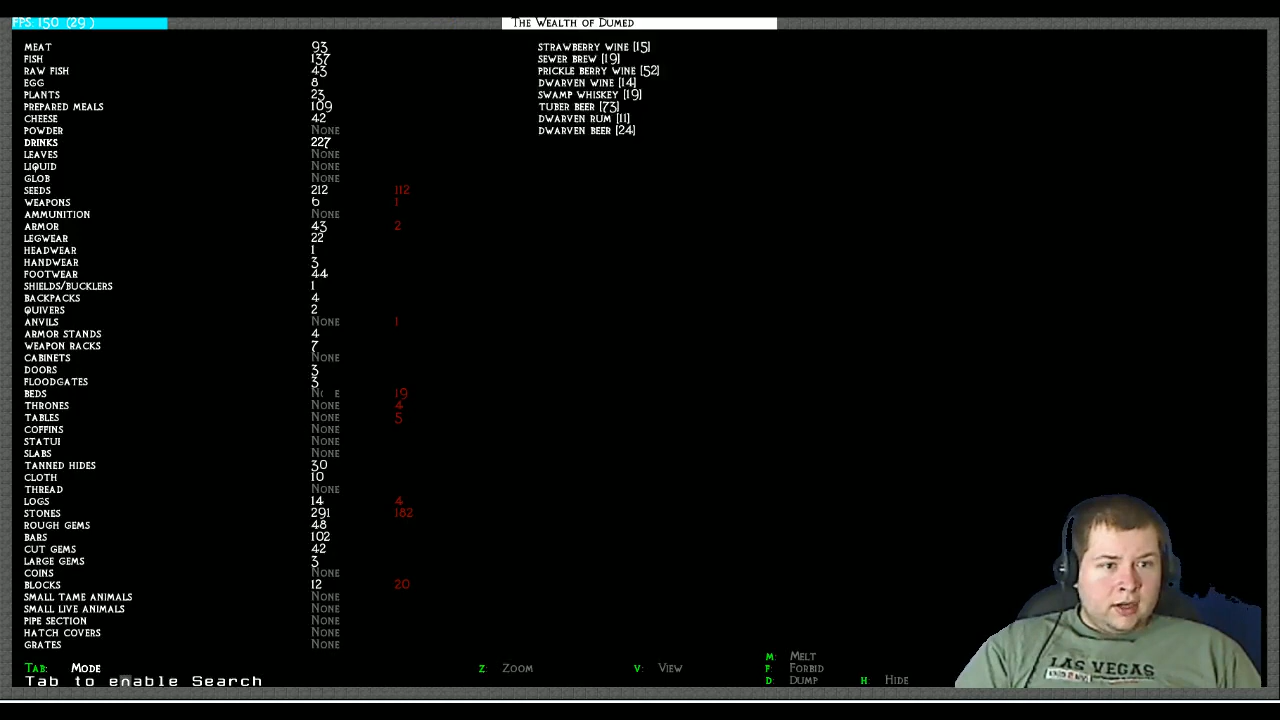 FPS: 150 (29)
The Wealth of Dumed
Meat 93
Fish 137
Raw Fish 43
Egg 8
Plants 23
Prepared Meals 109
Cheese 42
Powder None
Drinks 227
Leaves None
Liquid None
Glob None
Seeds 212 112
Weapons 6 1
Ammunition None
Armor 43 2
Legwear 22
Headwear 1
Handwear 3
Footwear 44
Shields/Bucklers 1
Backpacks 4
Quivers 2
Anvils None 1
Armor Stands 4
Weapon Racks 7
Cabinets None
Doors 3
Floodgates 3
Beds 19
Thrones None 4
Tables None 5
Coffins None
Statui None
Slabs None
Tanned Hides 30
Cloth 10
Thread None
Logs 14 4
Stones 291 182
Rough Gems 48
Bars 102
Cut Gems 42
Large Gems 3
Coins None
Blocks 12 20
Small Tame Animals None
Small Live Animals None
Pipe Section None
Hatch Covers None
Grates None
Strawberry Wine [15]
Sewer Brew [19]
Prickle Berry Wine [52]
Dwarven Wine [14]
Swamp Whiskey [19]
Tuber Beer [73]
Dwarven Rum [11]
Dwarven Beer [24]
Tab: Mode
Z: Zoom
V: View
M: Melt
F: Forbid
D: Dump
H: Hide
Tab to enable Search
LAS VEGAS